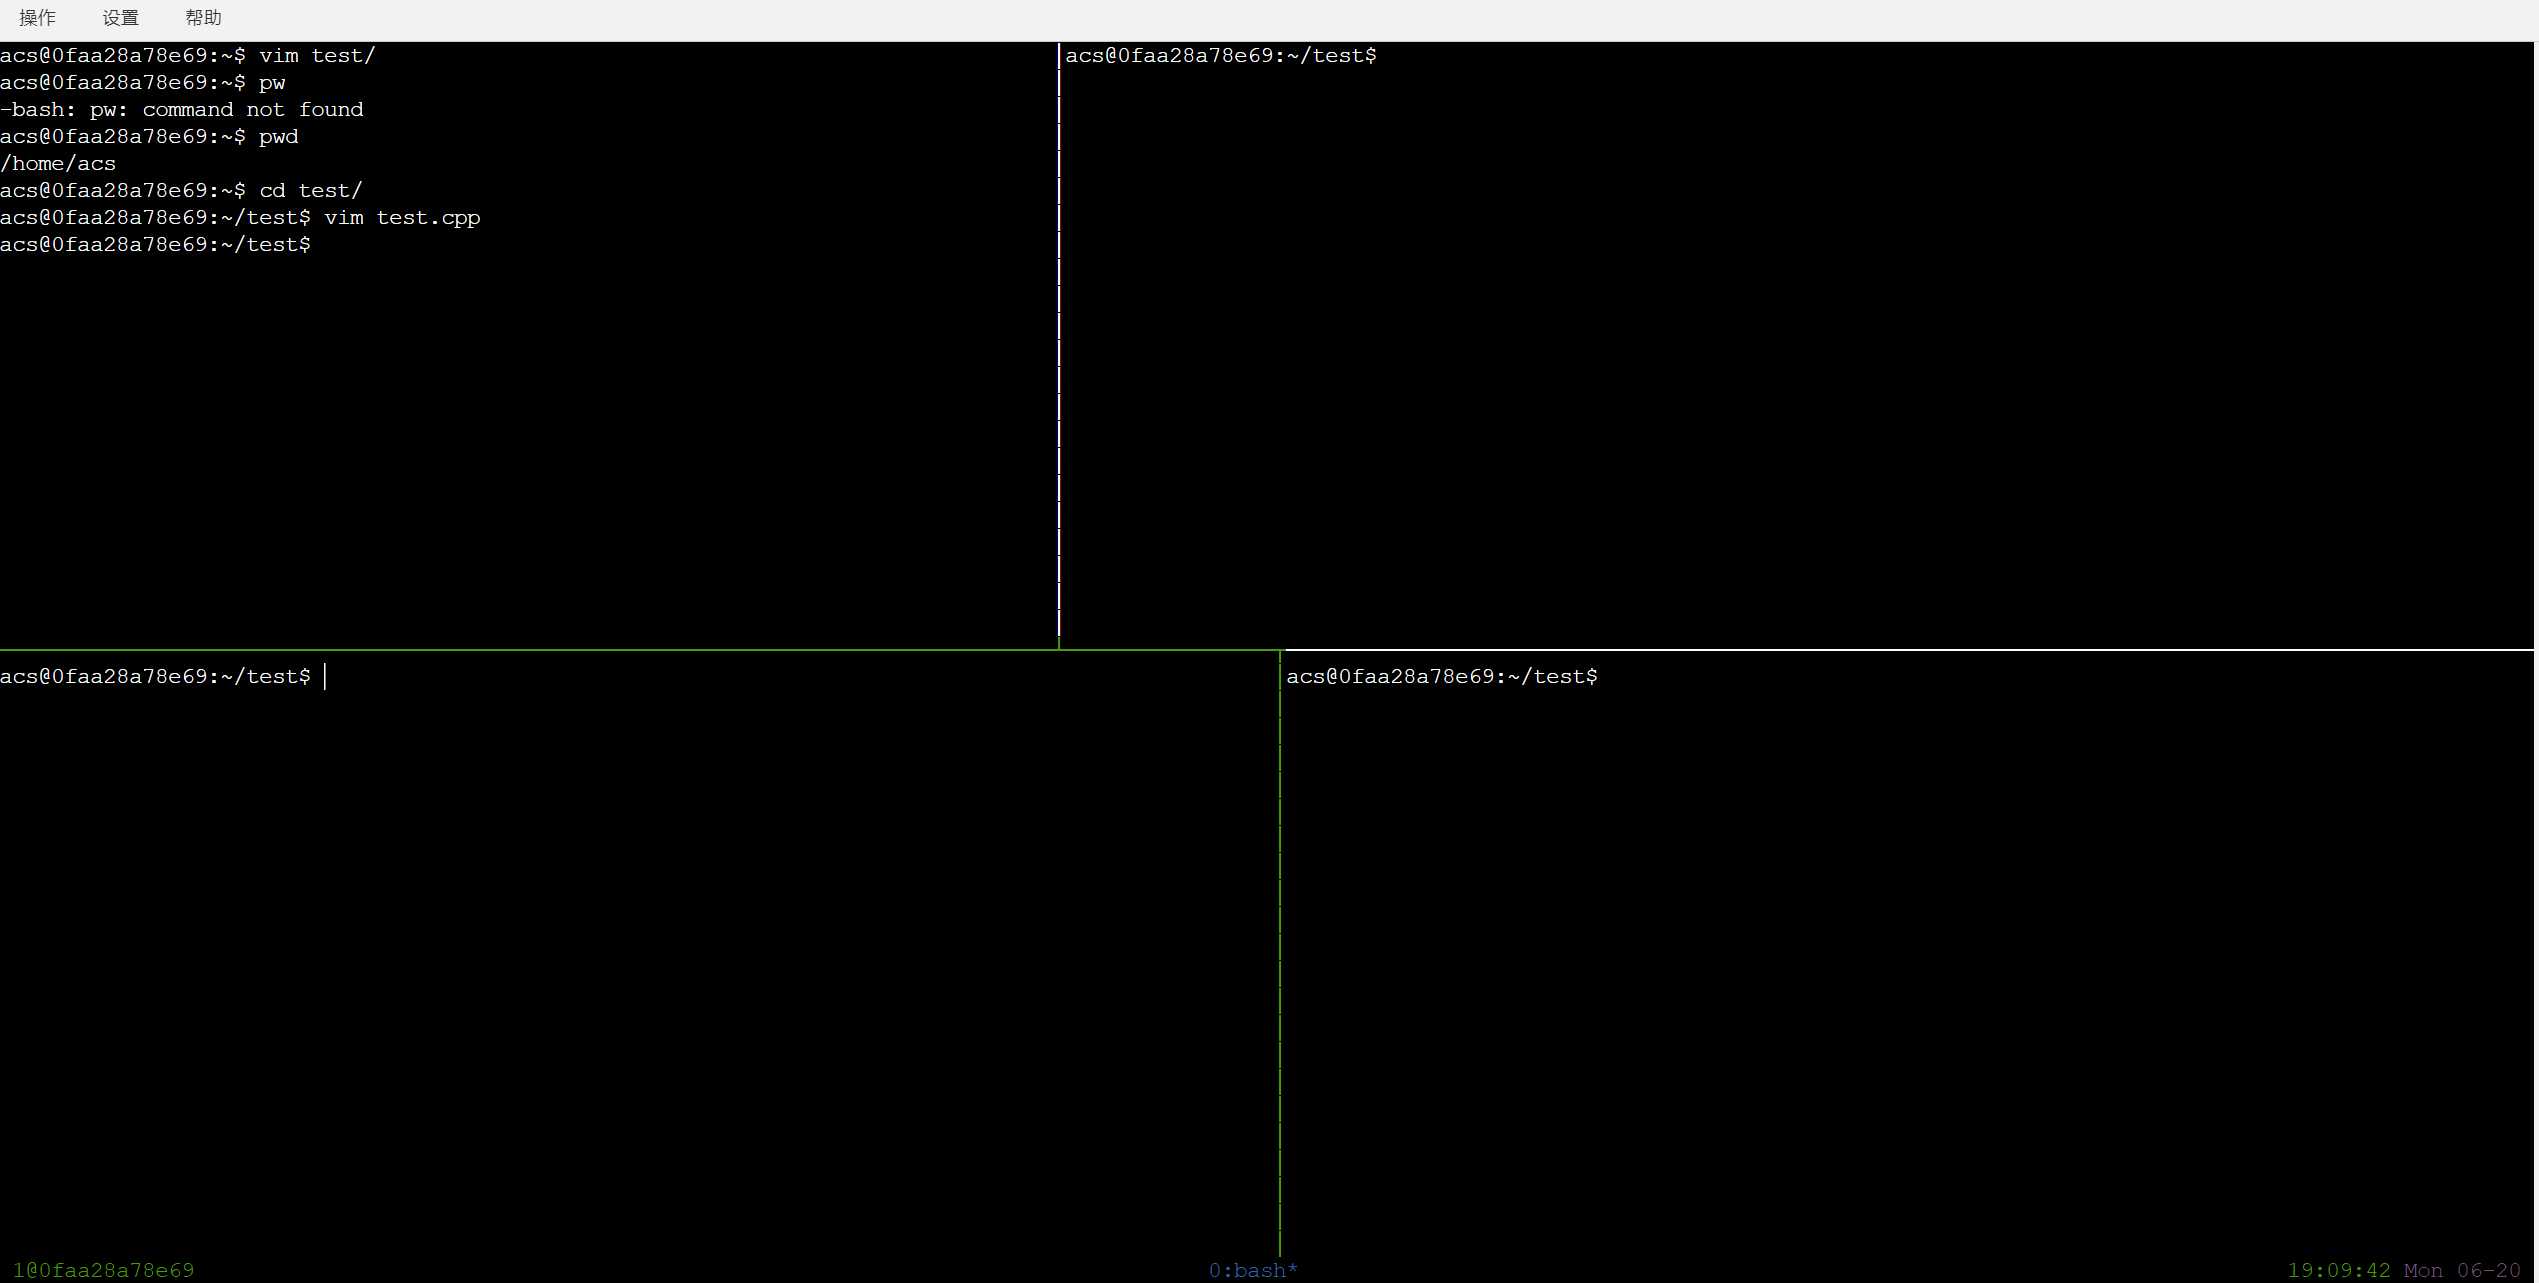 操作 设置 帮助
acs@0faa28a78e69:~$ vim test/
acs@0faa28a78e69:~$ pw
-bash: pw: command not found
acs@0faa28a78e69:~$ pwd
/home/acs
acs@0faa28a78e69:~$ cd test/
acs@0faa28a78e69:~/test$ vim test.cpp
acs@0faa28a78e69:~/test$
acs@0faa28a78e69:~/test$
acs@0faa28a78e69:~/test$
acs@0faa28a78e69:~/test$
1@0faa28a78e69 0:bash* 19:09:42 Mon 06-20